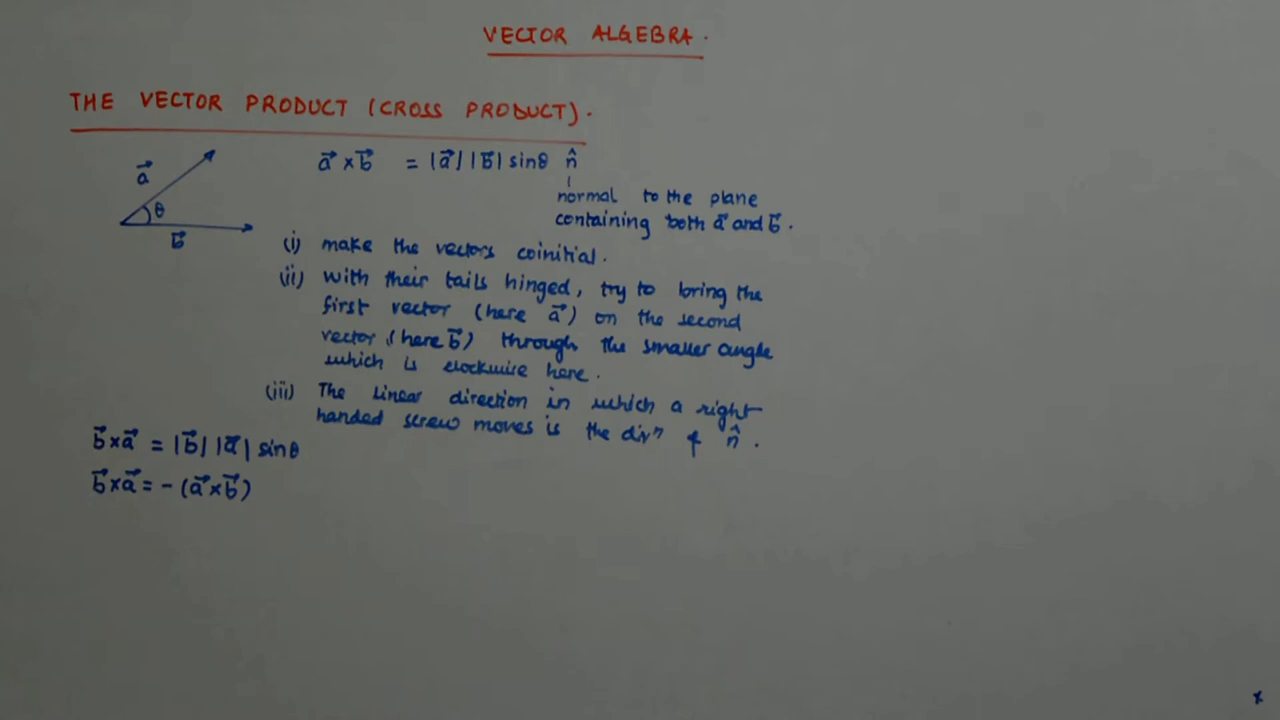 VECTOR ALGEBRA.
THE VECTOR PRODUCT (CROSS PRODUCT).
a⃗ θ b⃗
a⃗ × b⃗ = |a⃗| |b⃗| sinθ n̂
normal to the plane
containing both a⃗ and b⃗.
(i) make the vectors coinitial.
(ii) with their tails hinged, try to bring the
first vector (here a⃗) on the second
vector (here b⃗) through the smaller angle
which is clockwise here.
(iii) The linear direction in which a right
handed screw moves is the dirⁿ of n̂.
b⃗ × a⃗ = |b⃗| |a⃗| sinθ
b⃗ × a⃗ = - (a⃗ × b⃗)